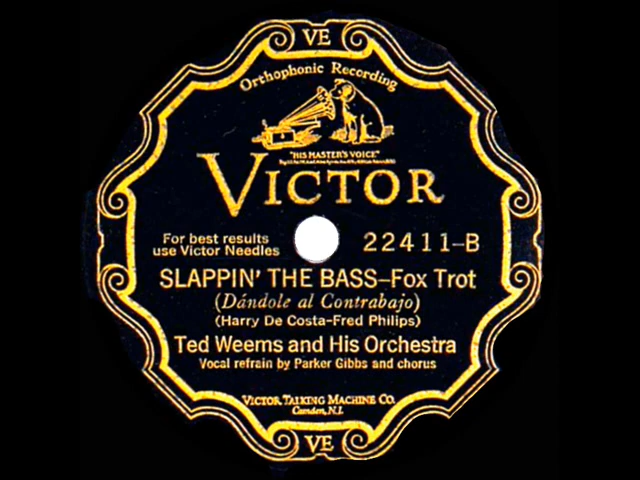 VE
Orthophonic Recording
"HIS MASTER'S VOICE"
VICTOR
For best results
use Victor Needles
22411-B
SLAPPIN' THE BASS–Fox Trot
(Dándole al Contrabajo)
(Harry De Costa–Fred Philips)
Ted Weems and His Orchestra
Vocal refrain by Parker Gibbs and chorus
VICTOR TALKING MACHINE CO.
Camden, N.J.
VE